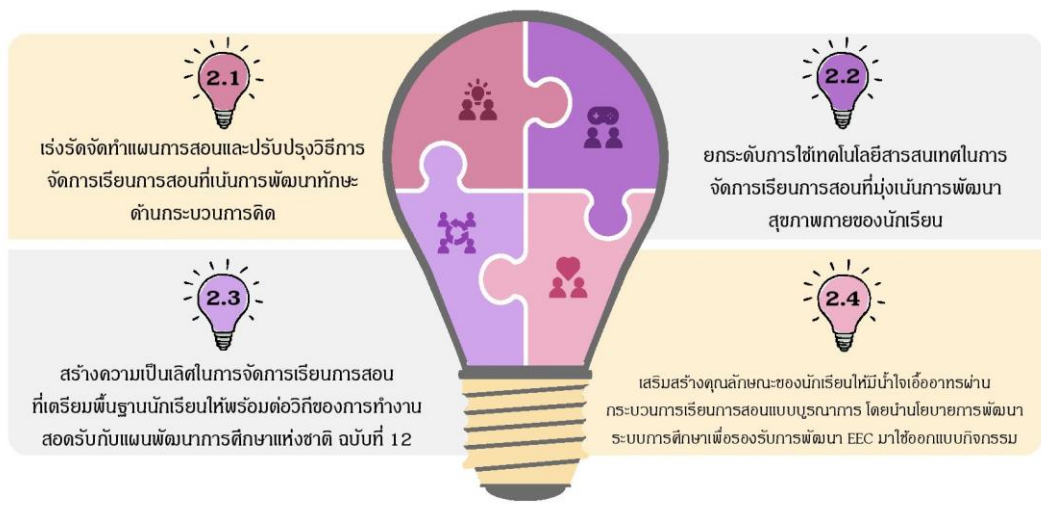 2.1
เร่งรัดจัดทำแผนการสอนและปรับปรุงวิธีการ
จัดการเรียนการสอนที่เน้นการพัฒนาทักษะ
ด้านกระบวนการคิด
2.2
ยกระดับการใช้เทคโนโลยีสารสนเทศในการ
จัดการเรียนการสอนที่มุ่งเน้นการพัฒนา
สุขภาพกายของนักเรียน
2.3
สร้างความเป็นเลิศในการจัดการเรียนการสอน
ที่เตรียมพื้นฐานนักเรียนให้พร้อมต่อวิถีของการทำงาน
สอดรับกับแผนพัฒนาการศึกษาแห่งชาติ ฉบับที่ 12
2.4
เสริมสร้างคุณลักษณะของนักเรียนให้มีน้ำใจเอื้ออาทรผ่าน
กระบวนการเรียนการสอนแบบบูรณาการ โดยนำนโยบายการพัฒนา
ระบบการศึกษาเพื่อรองรับการพัฒนา EEC มาใช้ออกแบบกิจกรรม